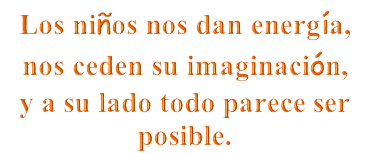 Los niños nos dan energía,
nos ceden su imaginación,
y a su lado todo parece ser
posible.